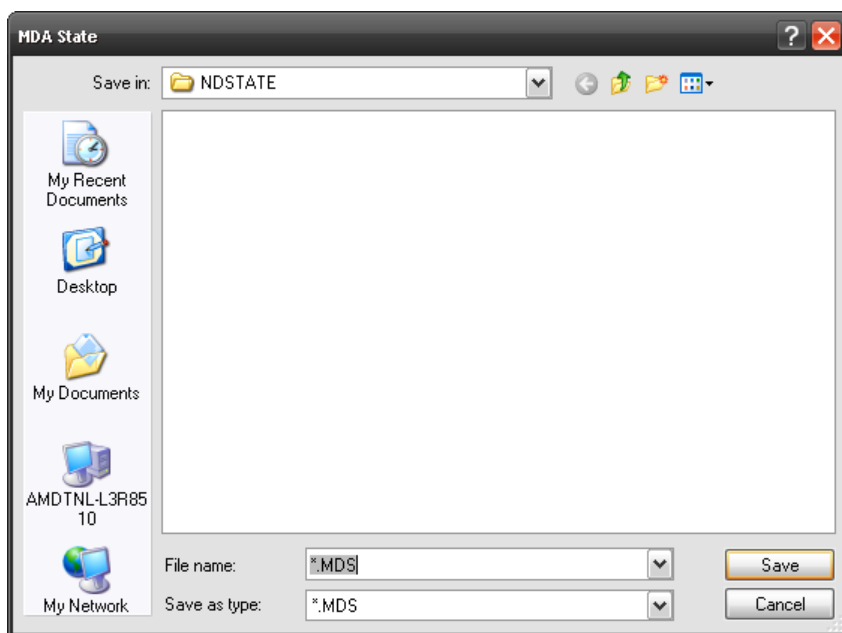 MDA State
Save in:
NDSTATE
My Recent
Documents
Desktop
My Documents
AMDTNL-L3R85
10
My Network
File name:
*.MDS
Save
Save as type:
*.MDS
Cancel